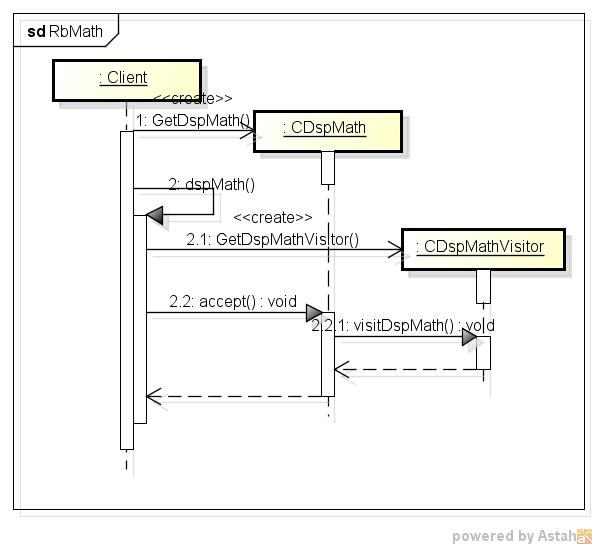 sd RbMath
: Client
<<create>>
1: GetDspMath()
: CDspMath
2: dspMath()
<<create>>
2.1: GetDspMathVisitor()
: CDspMathVisitor
2.2: accept() : void
2.2.1: visitDspMath() : void
powered by Astah